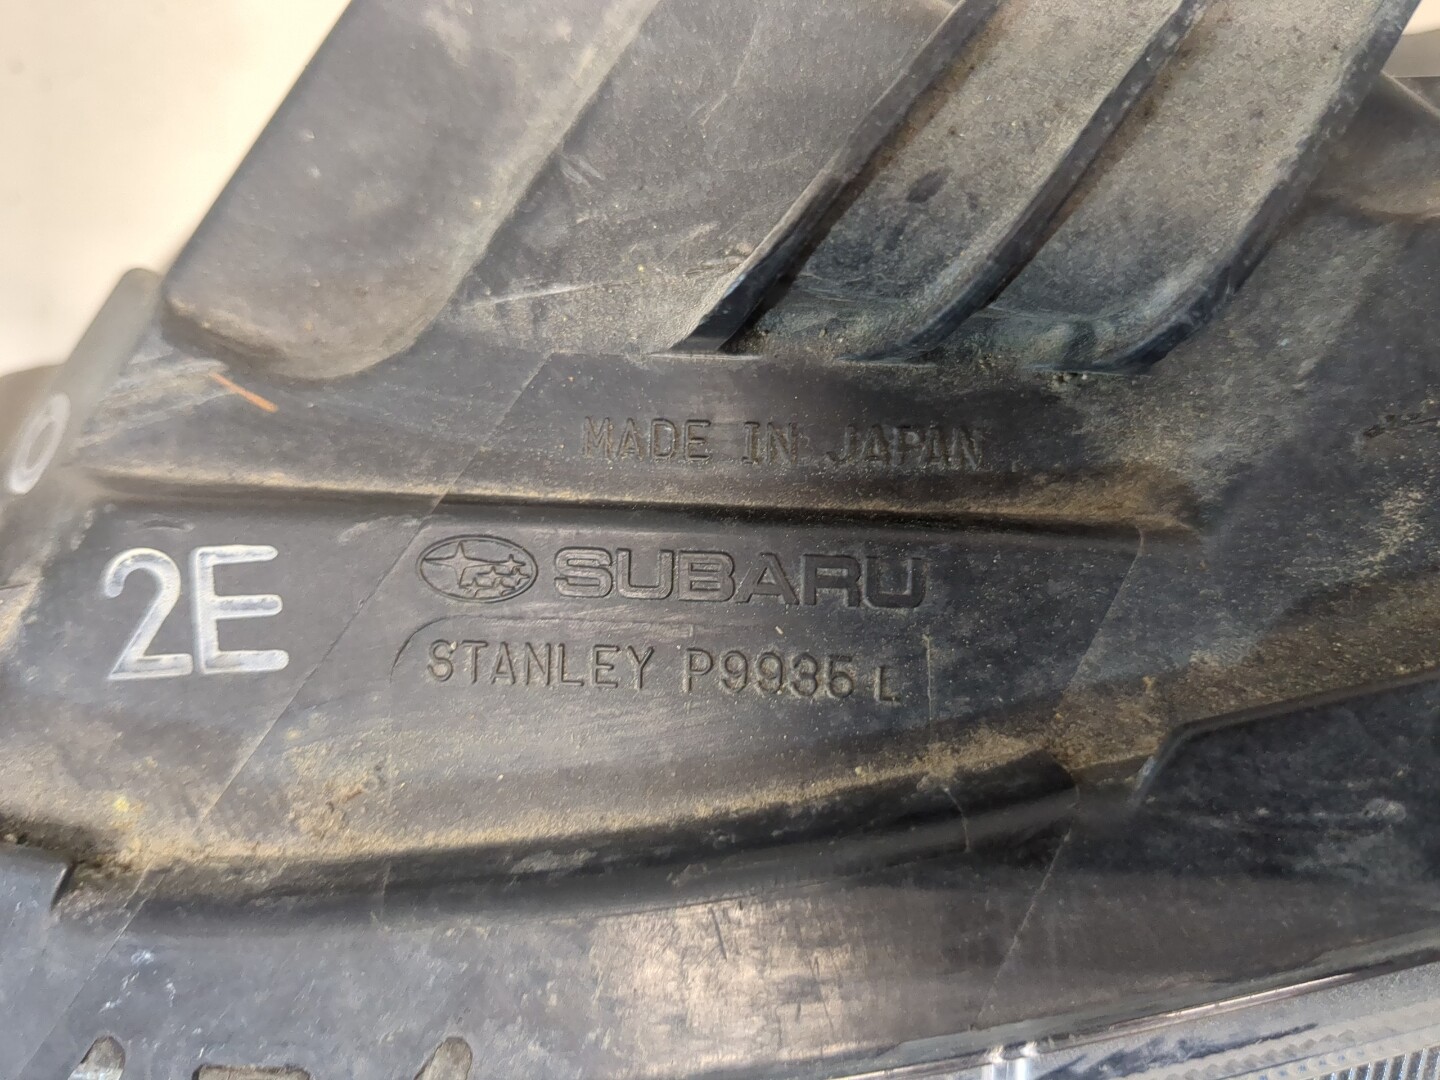 MADE IN JAPAN
2E
SUBARU
STANLEY P9935 L